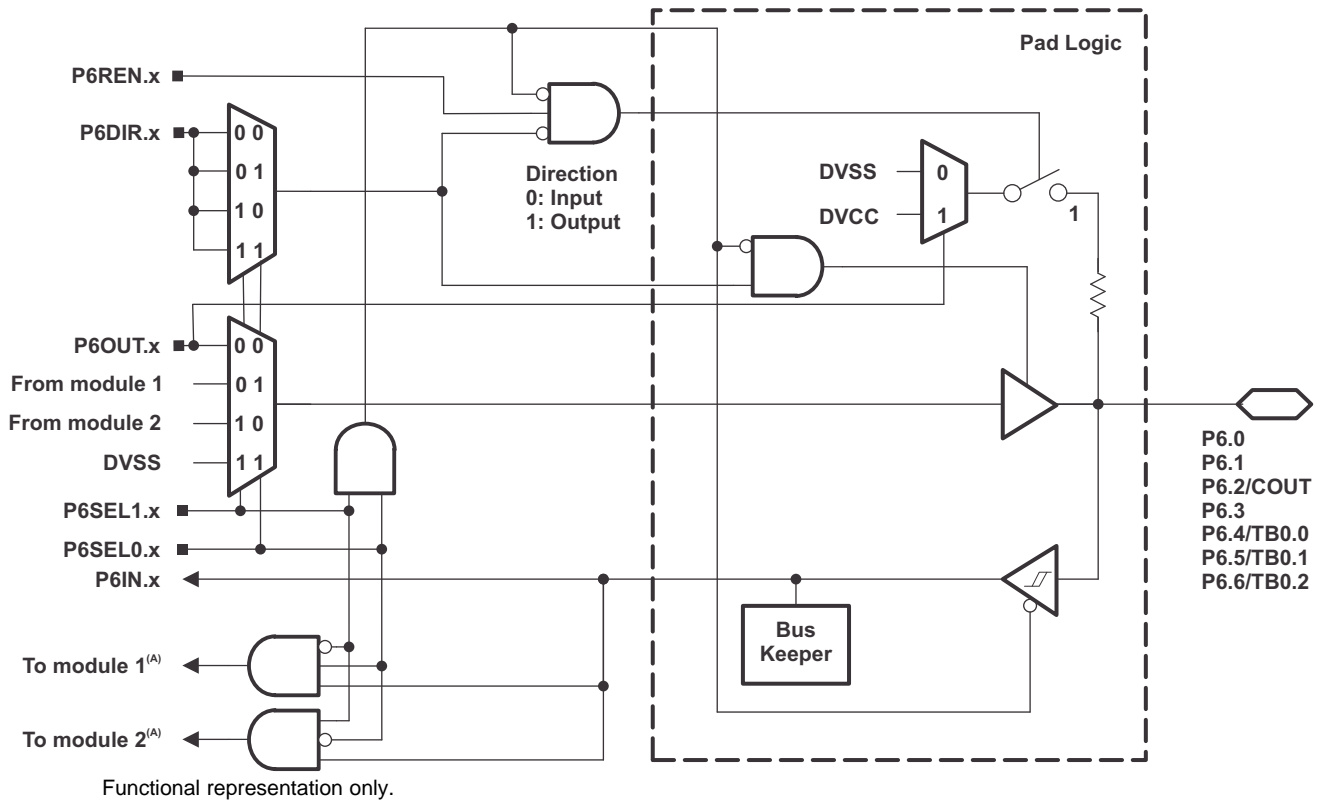 Pad Logic
P6REN.x
P6DIR.x
0 0
0 1
1 0
1 1
Direction
0: Input
1: Output
DVSS
DVCC
0
1
1
P6OUT.x
From module 1
From module 2
DVSS
0 0
0 1
1 0
1 1
P6SEL1.x
P6SEL0.x
P6IN.x
Bus
Keeper
To module 1(A)
To module 2(A)
P6.0
P6.1
P6.2/COUT
P6.3
P6.4/TB0.0
P6.5/TB0.1
P6.6/TB0.2
Functional representation only.